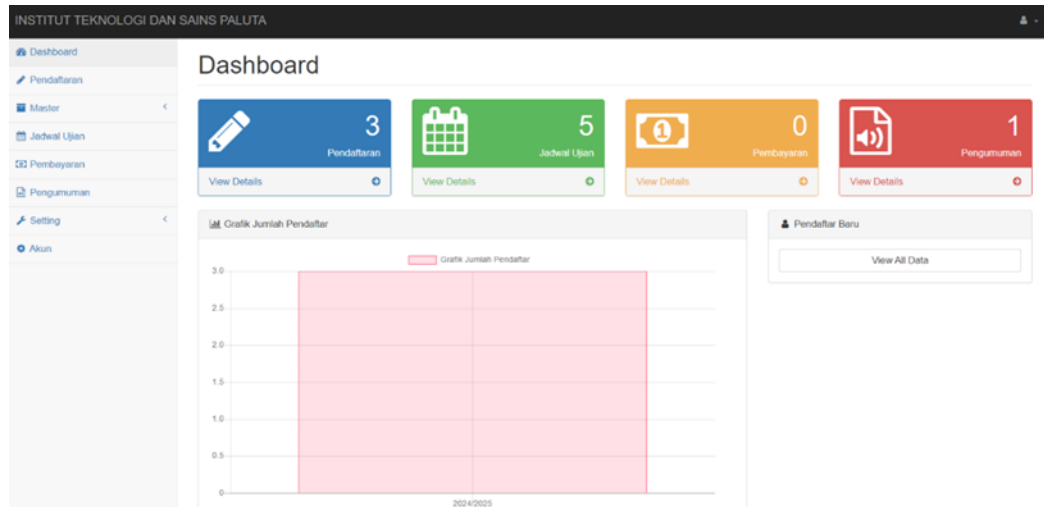 INSTITUT TEKNOLOGI DAN SAINS PALUTA
Dashboard
Pendaftaran
Master
Jadwal Ujian
Pembayaran
Pengumuman
Setting
Akun
Dashboard
3
Pendaftaran
View Details
5
Jadwal Ujian
View Details
1
0
Pembayaran
View Details
1
Pengumuman
View Details
Grafik Jumlah Pendaftar
Grafik Jumlah Pendaftar
3.0
2.5
2.0
1.5
1.0
0.5
0
2024/2025
Pendaftar Baru
View All Data